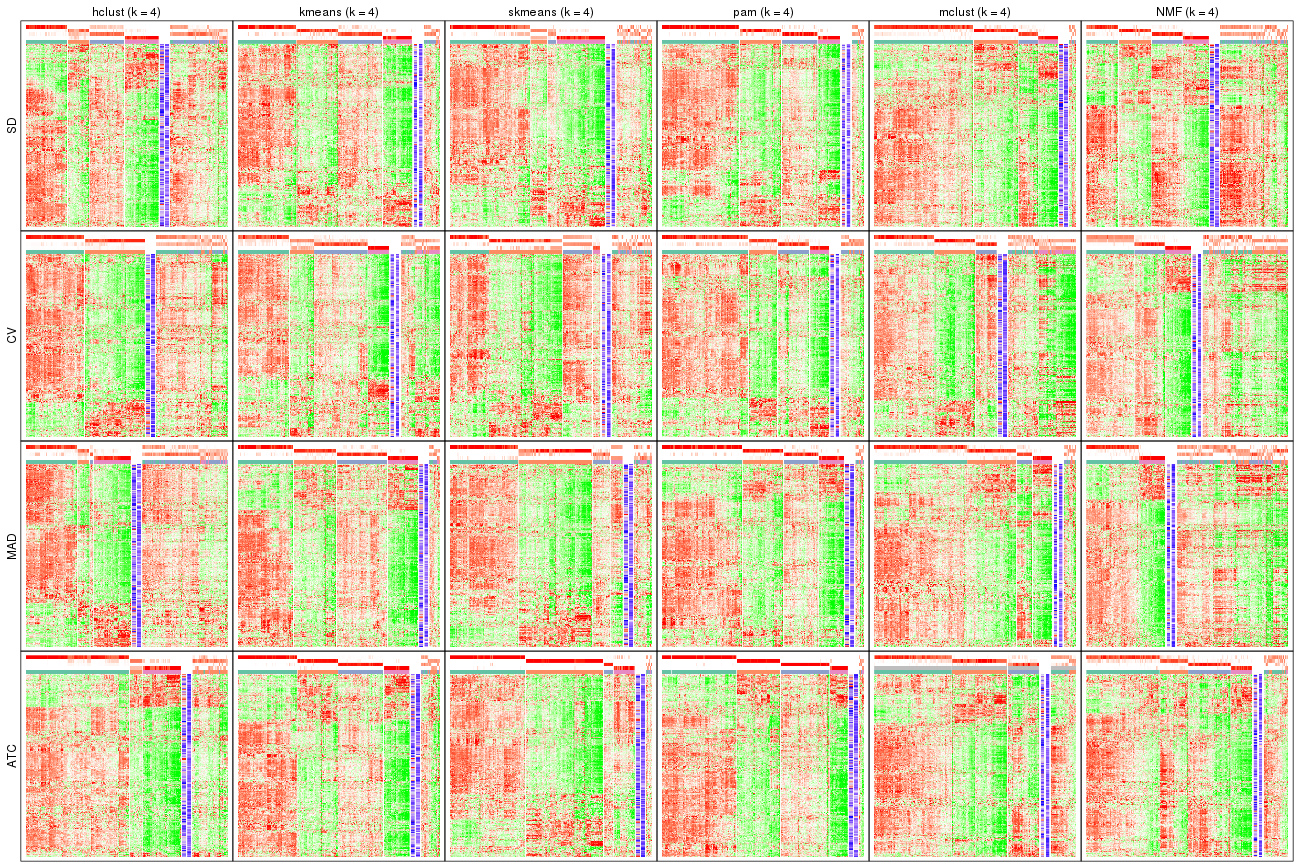 hclust (k = 4)
kmeans (k = 4)
skmeans (k = 4)
pam (k = 4)
mclust (k = 4)
NMF (k = 4)
SD
CV
MAD
ATC